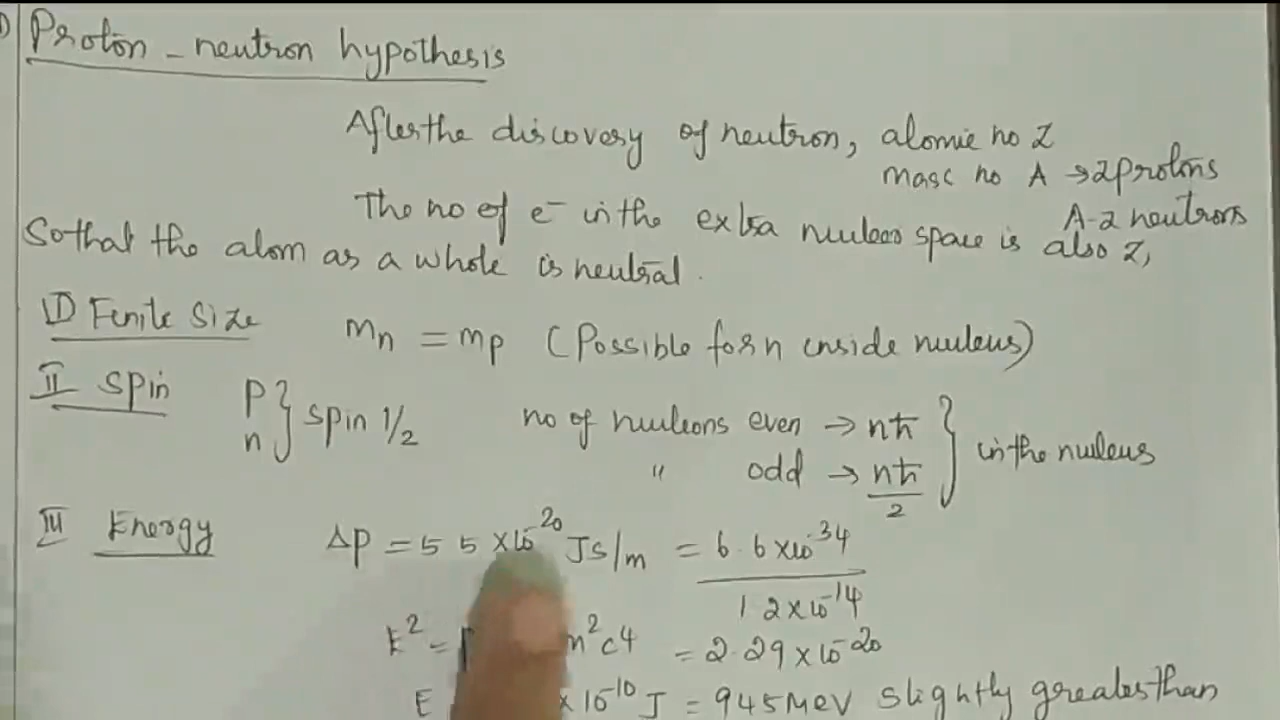 Proton - neutron hypothesis
After the discovery of neutron, atomic no Z
mass no A → Z protons
A-Z neutrons
The no of e⁻ in the extra nuclear space is also Z,
So that the atom as a whole is neutral.
I) Finite Size mn = mp (Possible for n inside nucleus)
II Spin P n } spin 1/2 no of nucleons even → nħ
" odd → nħ/2 } in the nucleus
III Energy Δp = 5.5 × 10⁻²⁰ Js/m = 6.6×10⁻³⁴ / 1.2×10⁻¹⁴
E² = m²c⁴ = 2.29×10⁻²⁰
E ×10⁻¹⁰ J = 945 MeV slightly greater than